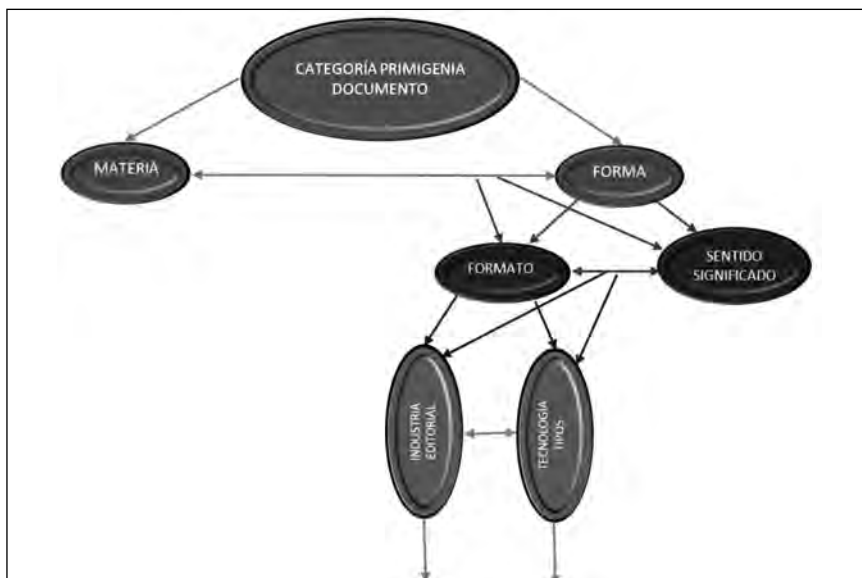 CATEGORÍA PRIMIGENIA
DOCUMENTO
MATERIA
FORMA
FORMATO
SENTIDO
SIGNIFICADO
INDUSTRIA
EDITORIAL
TECNOLOGÍA
TIPOS